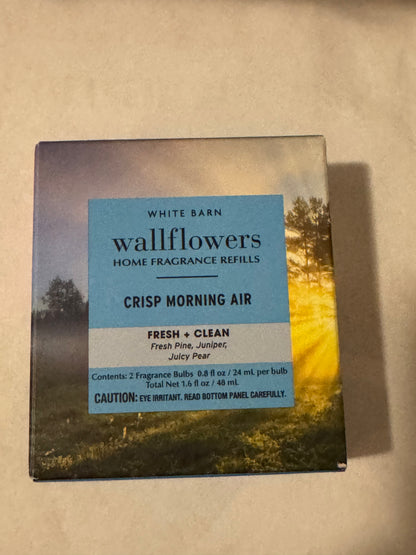 WHITE BARN
wallflowers
HOME FRAGRANCE REFILLS
CRISP MORNING AIR
FRESH + CLEAN
Fresh Pine, Juniper,
Juicy Pear
Contents: 2 Fragrance Bulbs 0.8 fl oz / 24 mL per bulb
Total Net 1.6 fl oz / 48 mL
CAUTION: EYE IRRITANT. READ BOTTOM PANEL CAREFULLY.